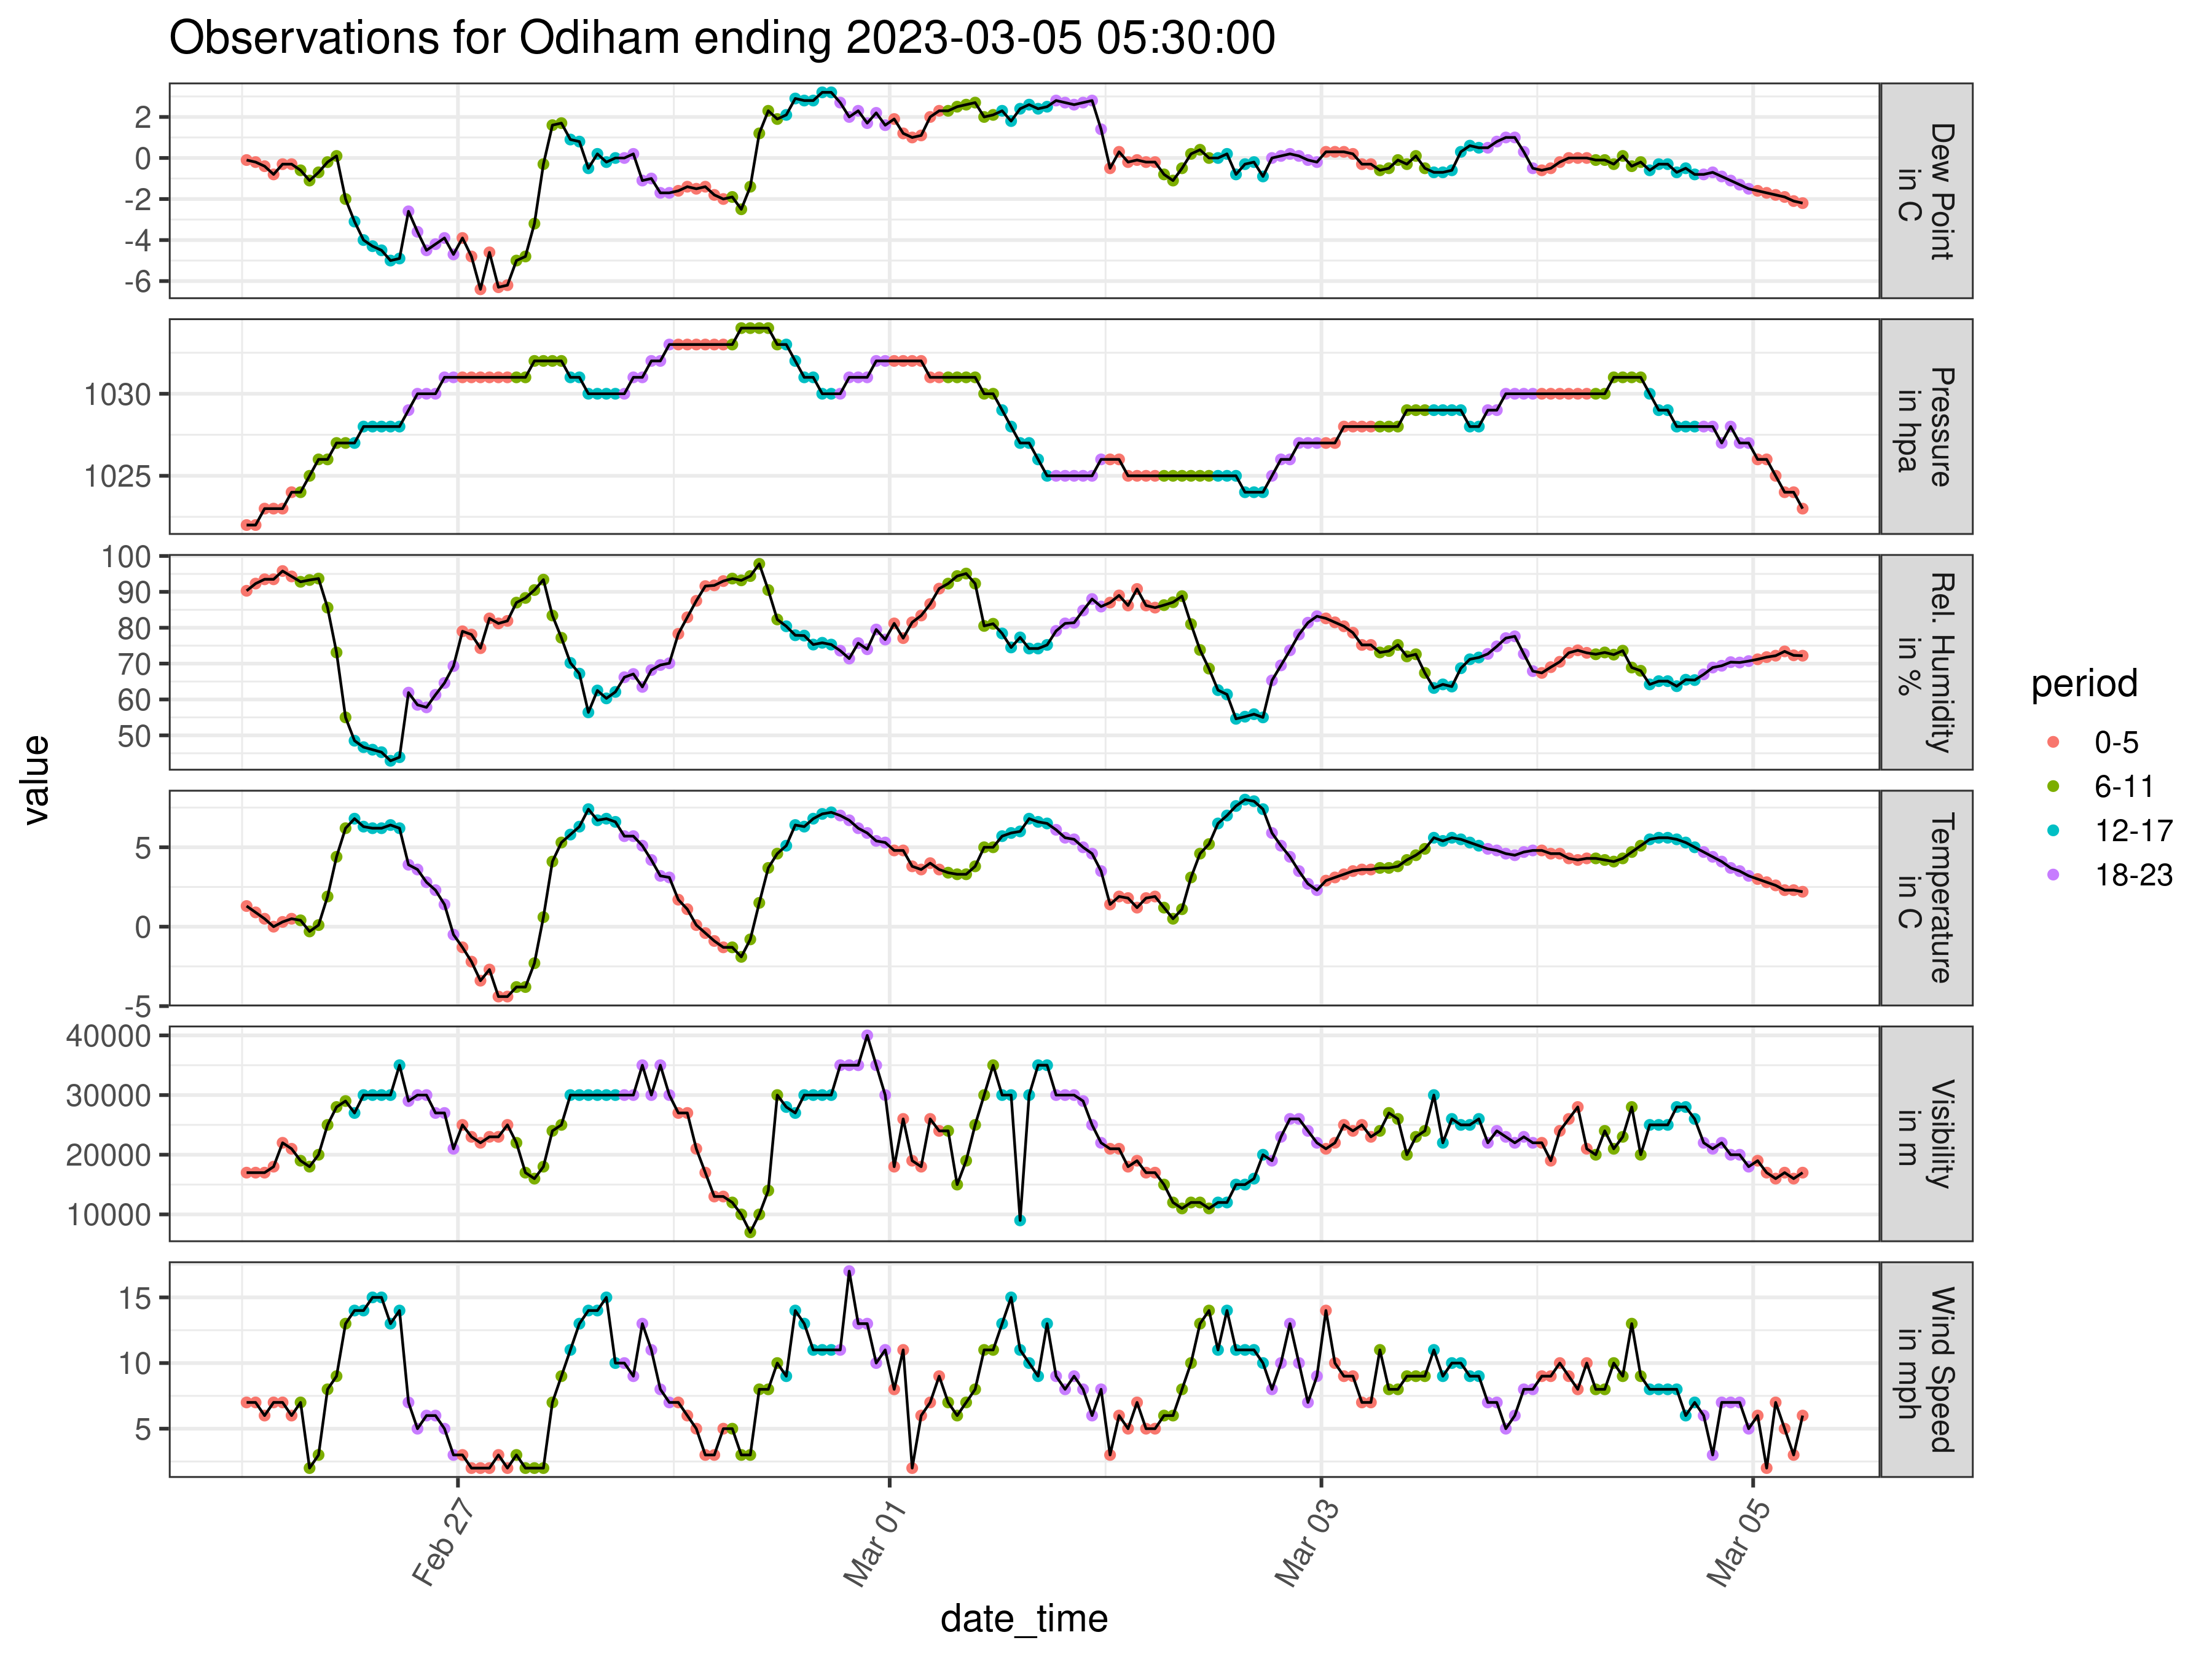 Observations for Odiham ending 2023-03-05 05:30:00
value
2
0
-2
-4
-6
Dew Point
in C
1030
1025
Pressure
in hpa
100
90
80
70
60
50
Rel. Humidity
in %
5
0
-5
Temperature
in C
40000
30000
20000
10000
Visibility
in m
15
10
5
Wind Speed
in mph
Feb 27
Mar 01
Mar 03
Mar 05
date_time
period
0-5
6-11
12-17
18-23